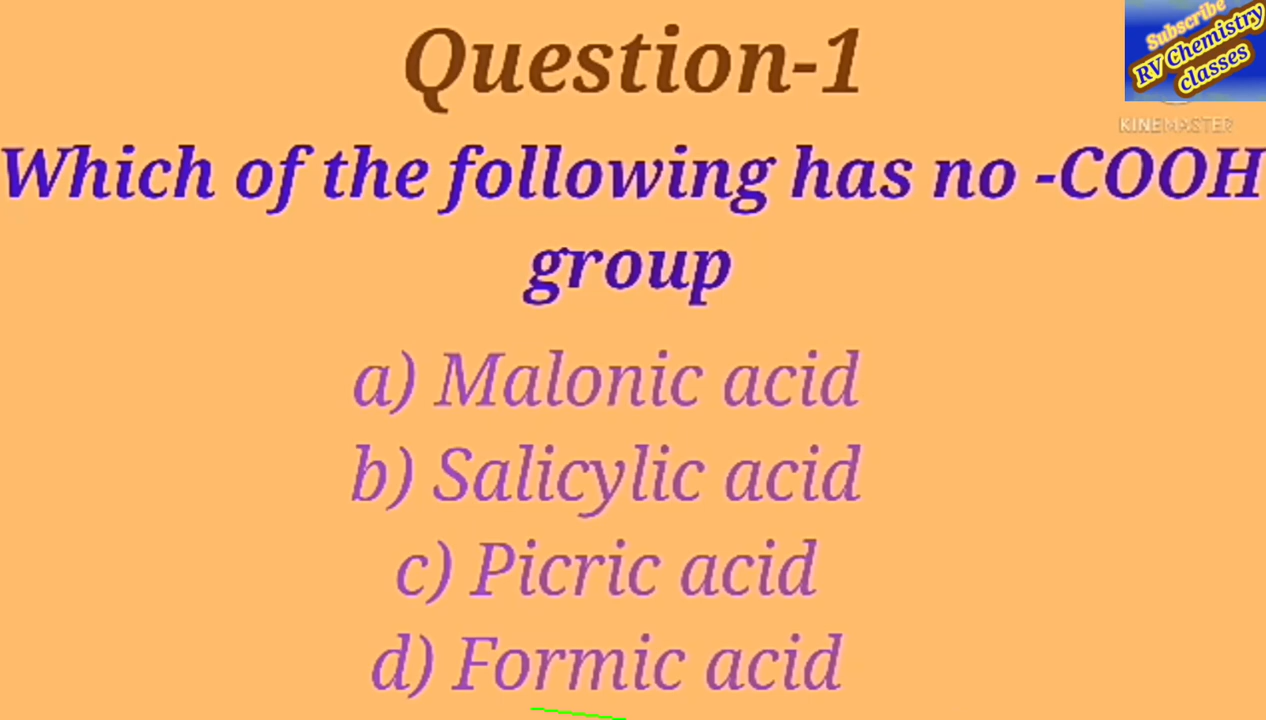 Question-1
Subscribe
RV Chemistry
classes
KINEMASTER
Which of the following has no -COOH
group
a) Malonic acid
b) Salicylic acid
c) Picric acid
d) Formic acid